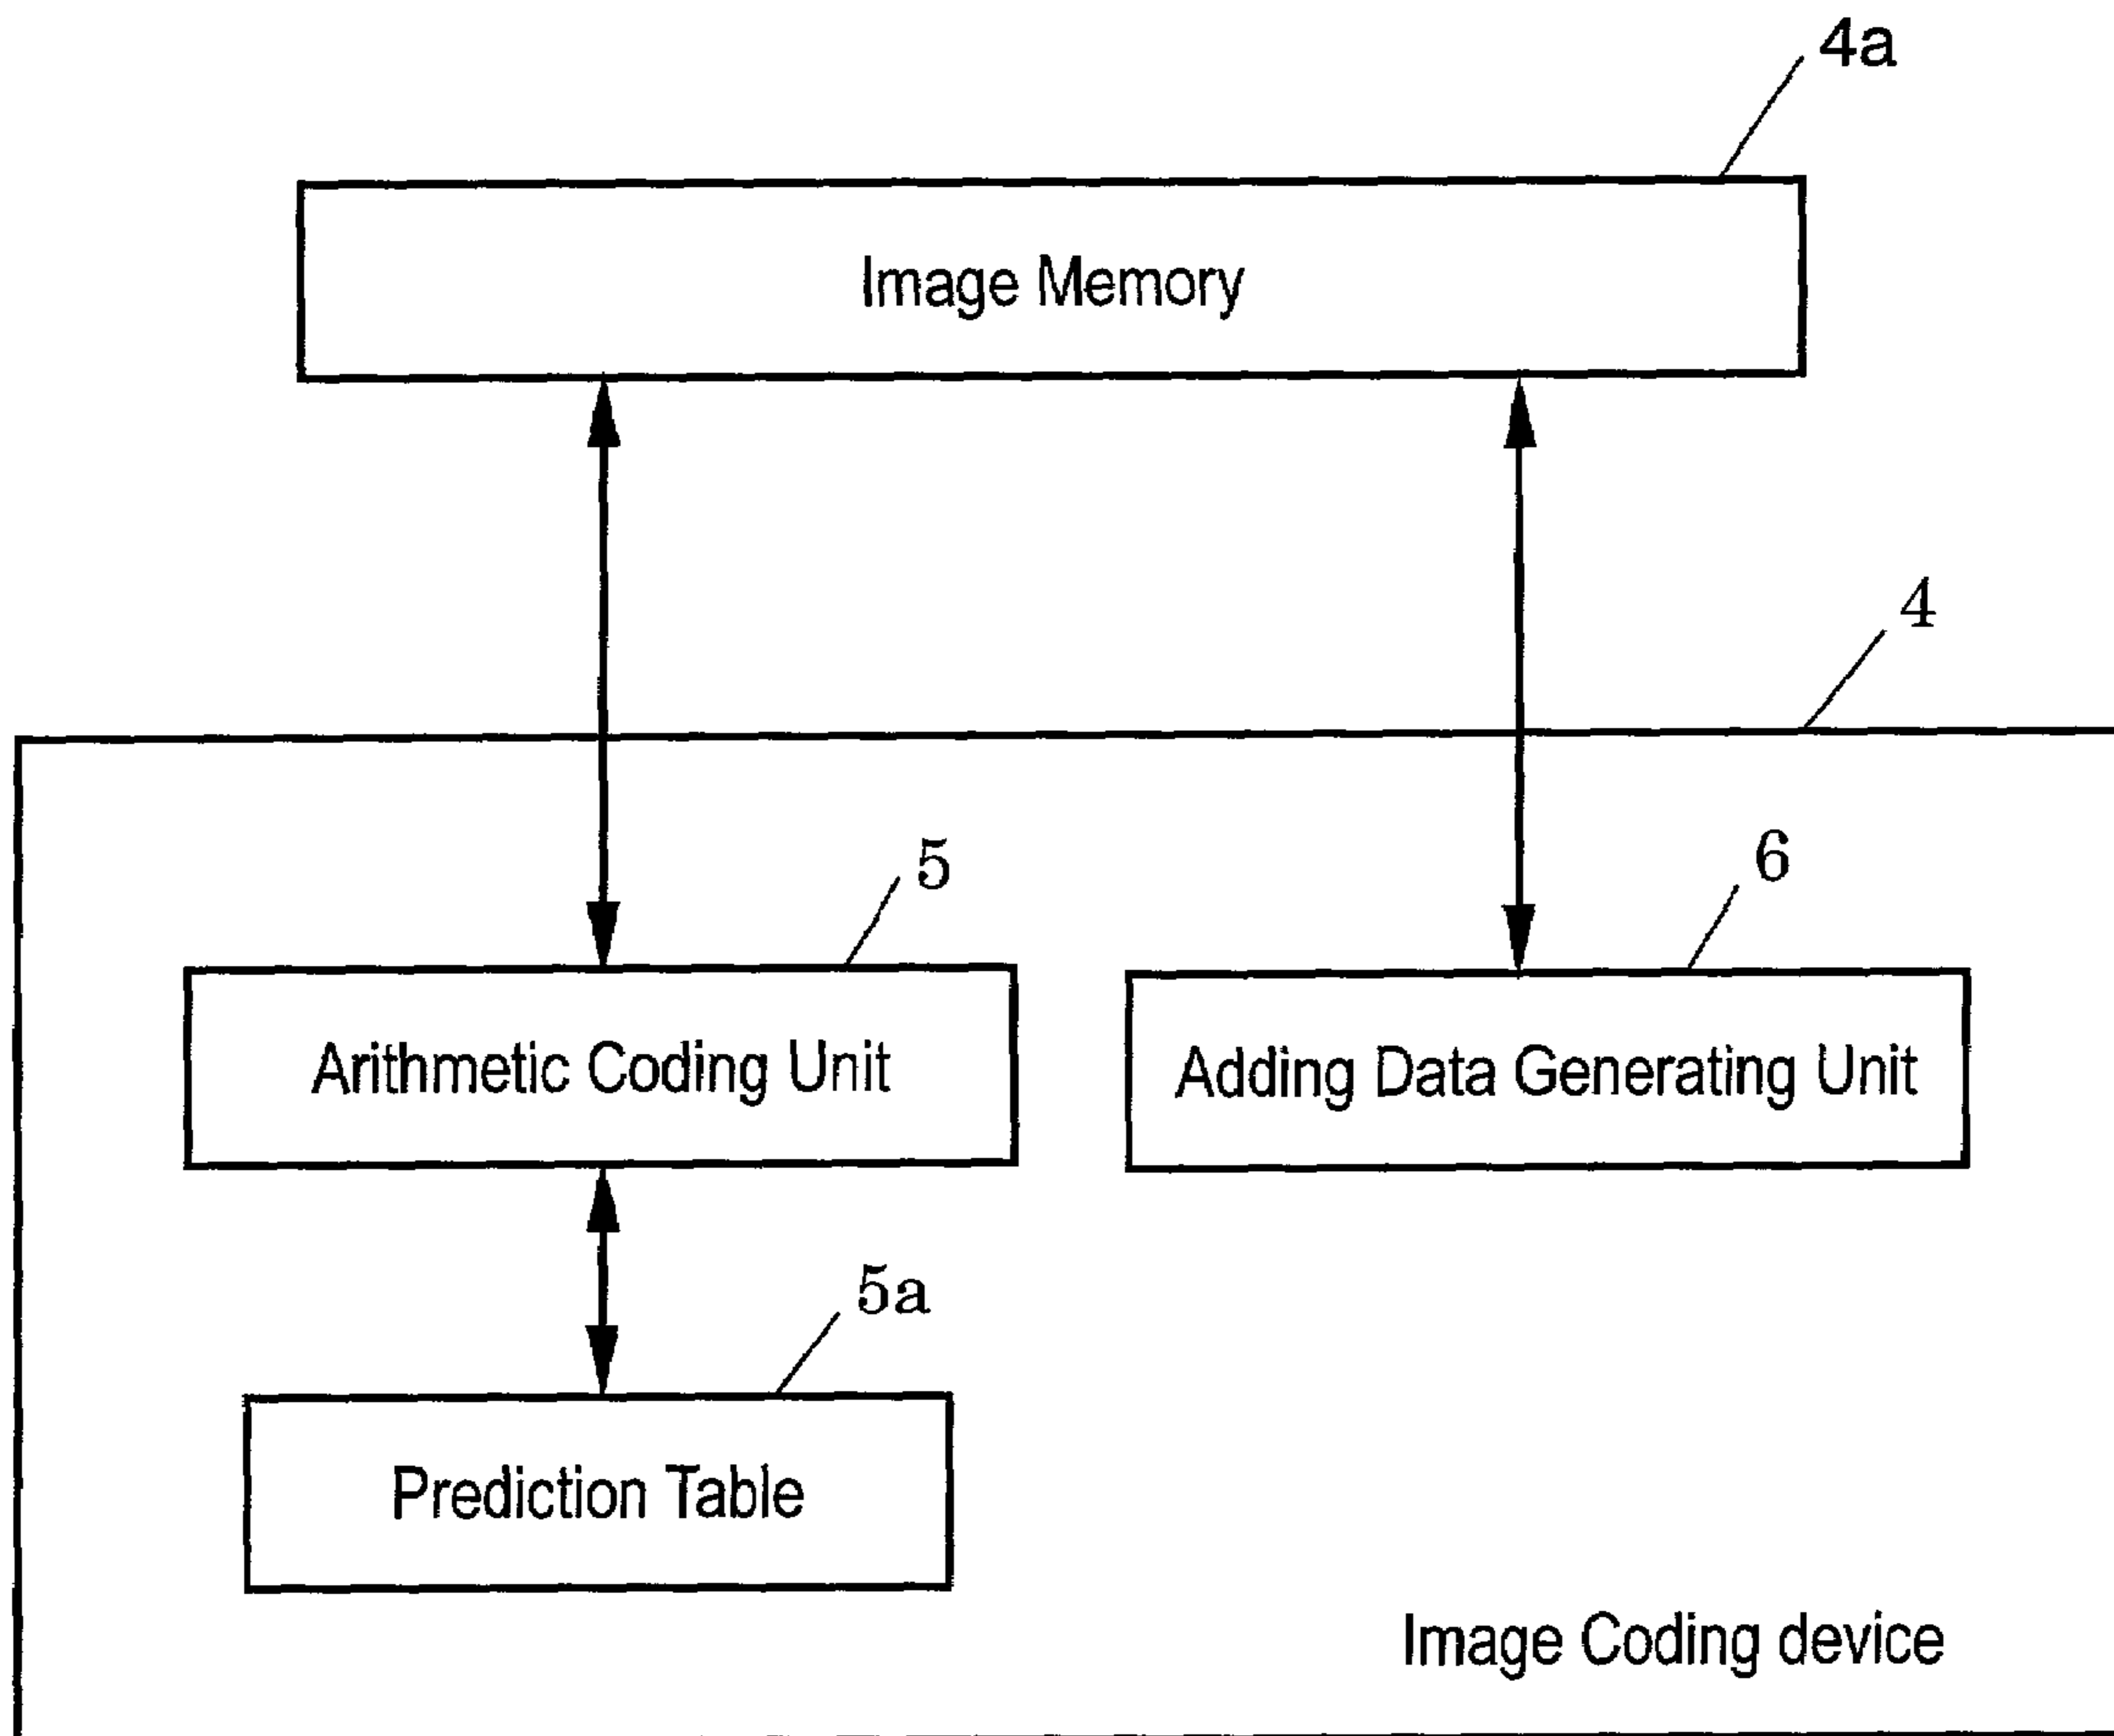 4a
Image Memory
4
5
6
Arithmetic Coding Unit
Adding Data Generating Unit
5a
Prediction Table
Image Coding device